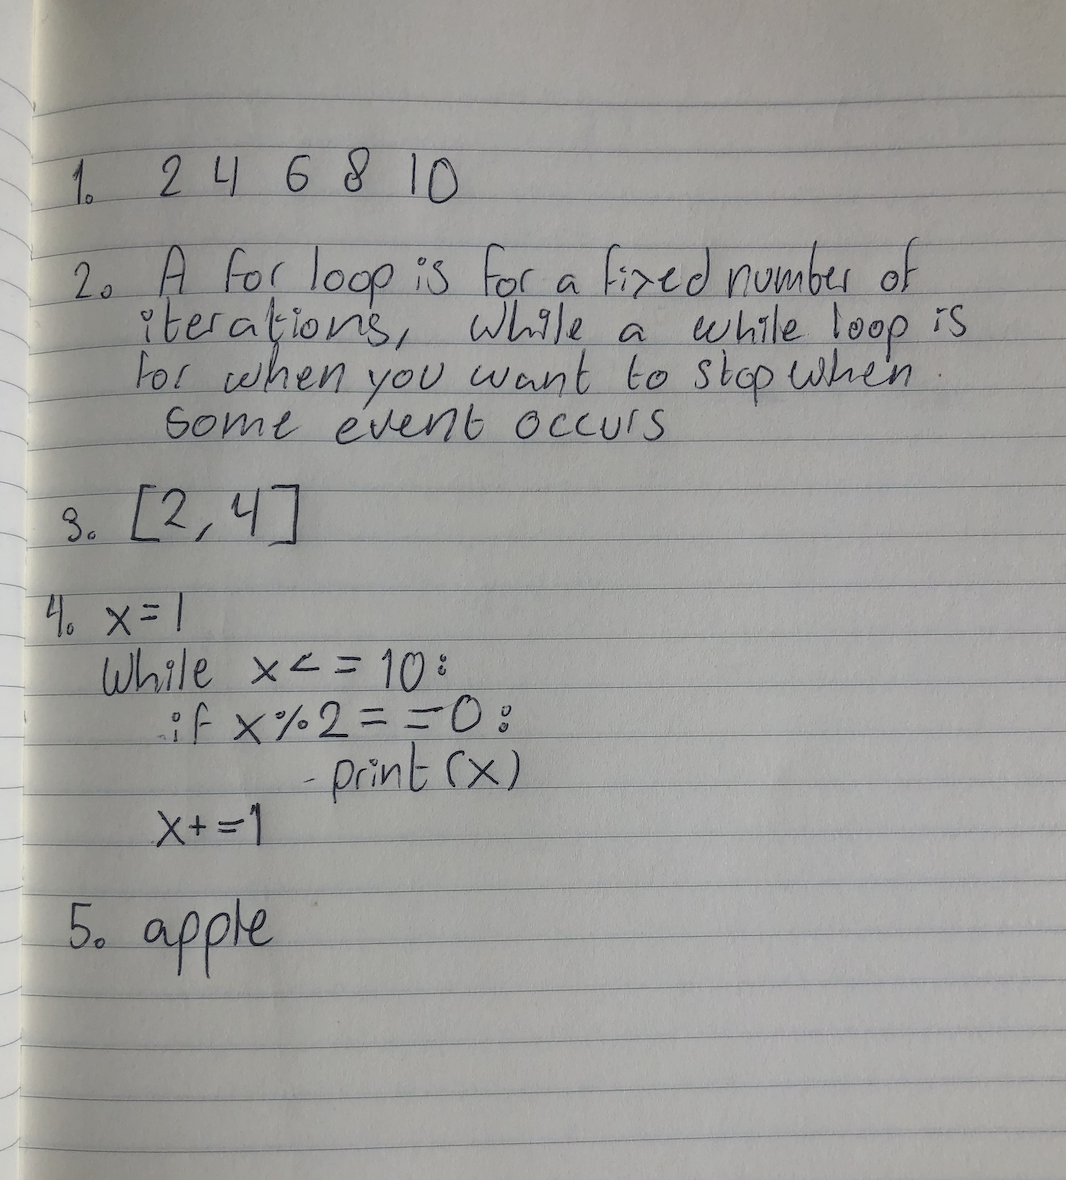 1. 2 4 6 8 10
2. A for loop is for a fixed number of
iterations, while a while loop is
for when you want to stop when
some event occurs
3. [2, 4]
4. x=1
while x<=10:
if x%2==0:
print(x)
x+=1
5. apple